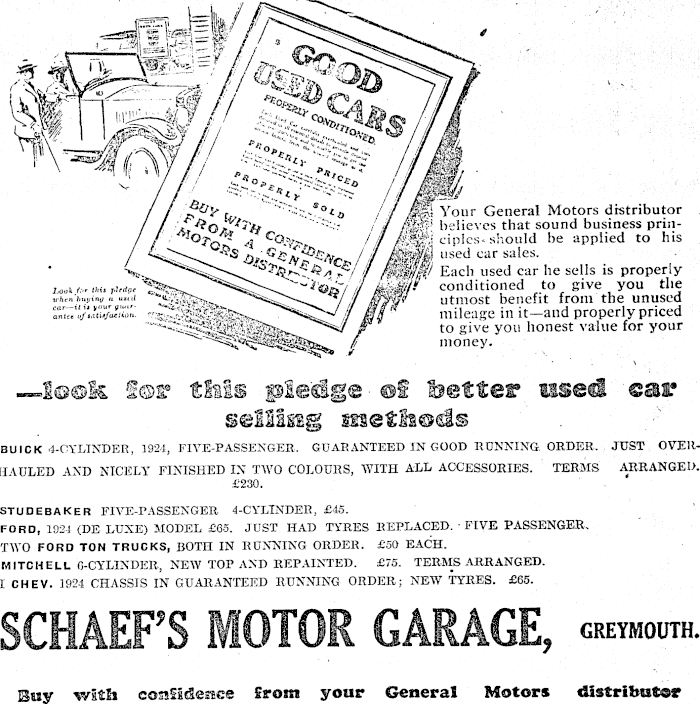 GOOD
USED CARS
PROPERLY CONDITIONED.
PROPERLY PRICED
PROPERLY SOLD
BUY WITH CONFIDENCE
FROM A GENERAL
MOTORS DISTRIBUTOR
Look for this pledge
when buying a used
car—it is your guar-
antee of satisfaction.
Your General Motors distributor
believes that sound business prin-
ciples should be applied to his
used car sales.
Each used car he sells is properly
conditioned to give you the
utmost benefit from the unused
mileage in it—and properly priced
to give you honest value for your
money.
—look for this pledge of better used car
selling methods
BUICK 4-CYLINDER, 1924, FIVE-PASSENGER. GUARANTEED IN GOOD RUNNING ORDER. JUST OVER-
HAULED AND NICELY FINISHED IN TWO COLOURS, WITH ALL ACCESSORIES. TERMS ARRANGED.
£230.
STUDEBAKER FIVE-PASSENGER 4-CYLINDER, £45.
FORD, 1924 (DE LUXE) MODEL £65. JUST HAD TYRES REPLACED. FIVE PASSENGER.
TWO FORD TON TRUCKS, BOTH IN RUNNING ORDER. £50 EACH.
MITCHELL 6-CYLINDER, NEW TOP AND REPAINTED. £75. TERMS ARRANGED.
1 CHEV. 1924 CHASSIS IN GUARANTEED RUNNING ORDER; NEW TYRES. £65.
SCHAEF'S MOTOR GARAGE, GREYMOUTH.
Buy with confidence from your General Motors distributor